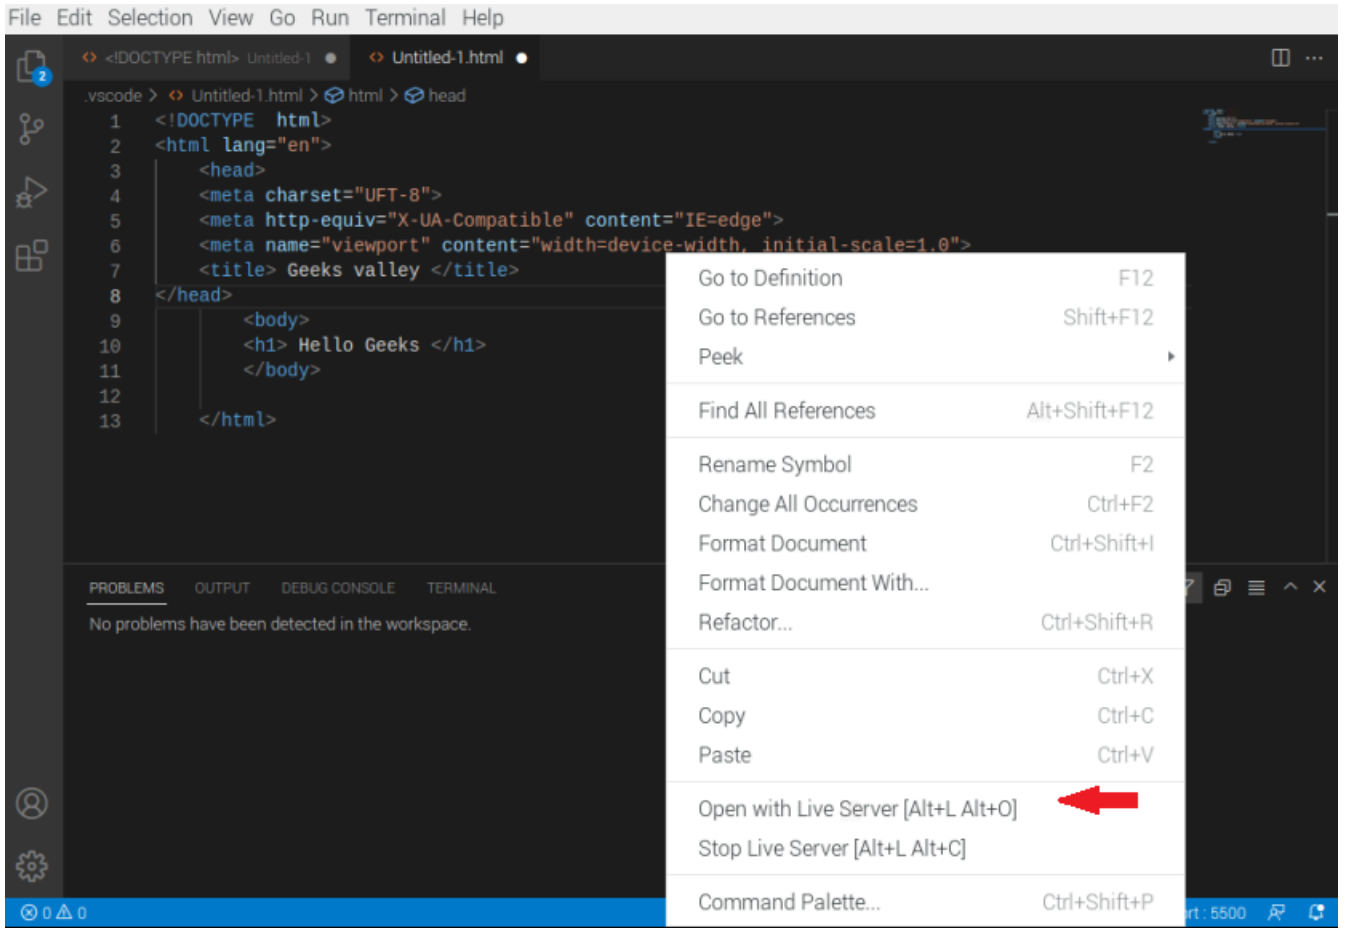 File Edit Selection View Go Run Terminal Help
<!DOCTYPE html> Untitled-1 Untitled-1.html
.vscode > Untitled-1.html > html > head
1 <!DOCTYPE  html>
2 <html lang="en">
3 <head>
4 <meta charset="UFT-8">
5 <meta http-equiv="X-UA-Compatible" content="IE=edge">
6 <meta name="viewport" content="width=device-width, initial-scale=1.0">
7 <title> Geeks valley </title>
8 </head>
9 <body>
10 <h1> Hello Geeks </h1>
11 </body>
12
13 </html>
2
Go to Definition F12
Go to References Shift+F12
Peek
Find All References Alt+Shift+F12
Rename Symbol F2
Change All Occurrences Ctrl+F2
Format Document Ctrl+Shift+I
Format Document With...
Refactor... Ctrl+Shift+R
Cut Ctrl+X
Copy Ctrl+C
Paste Ctrl+V
Open with Live Server [Alt+L Alt+O]
Stop Live Server [Alt+L Alt+C]
Command Palette... Ctrl+Shift+P
PROBLEMS OUTPUT DEBUG CONSOLE TERMINAL
No problems have been detected in the workspace.
0 0 rt : 5500